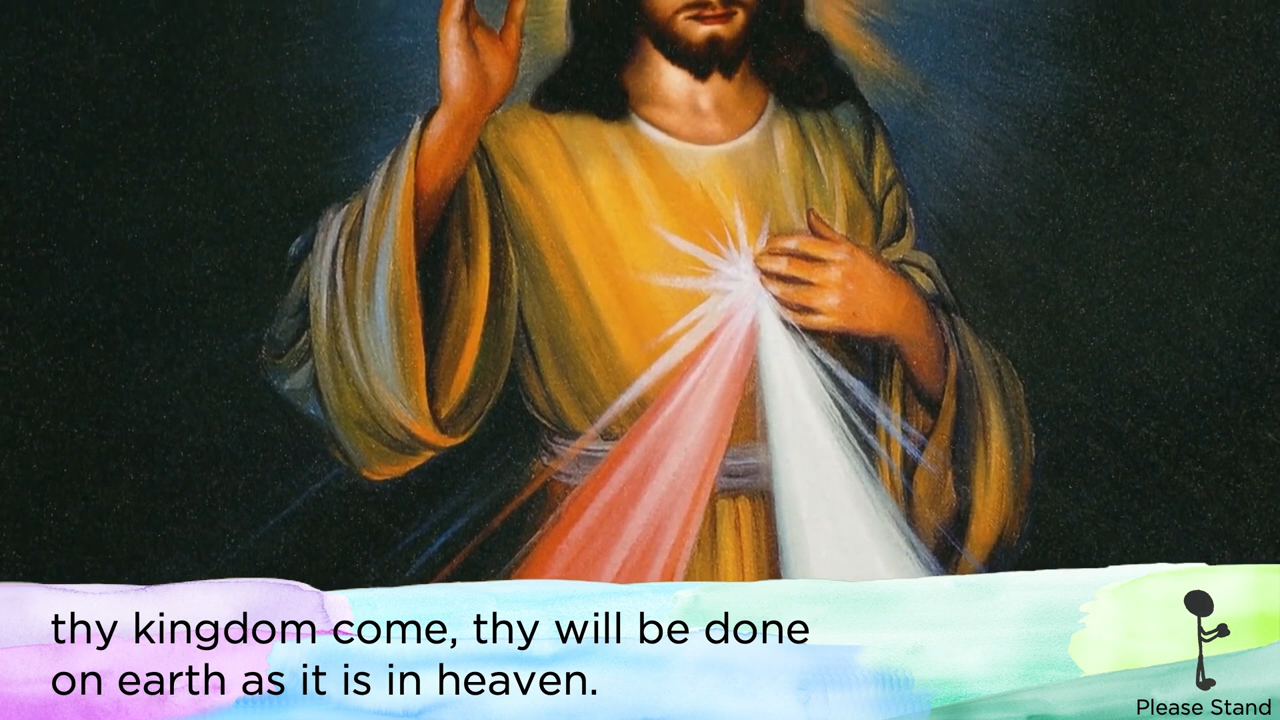 thy kingdom come, thy will be done
on earth as it is in heaven.
Please Stand